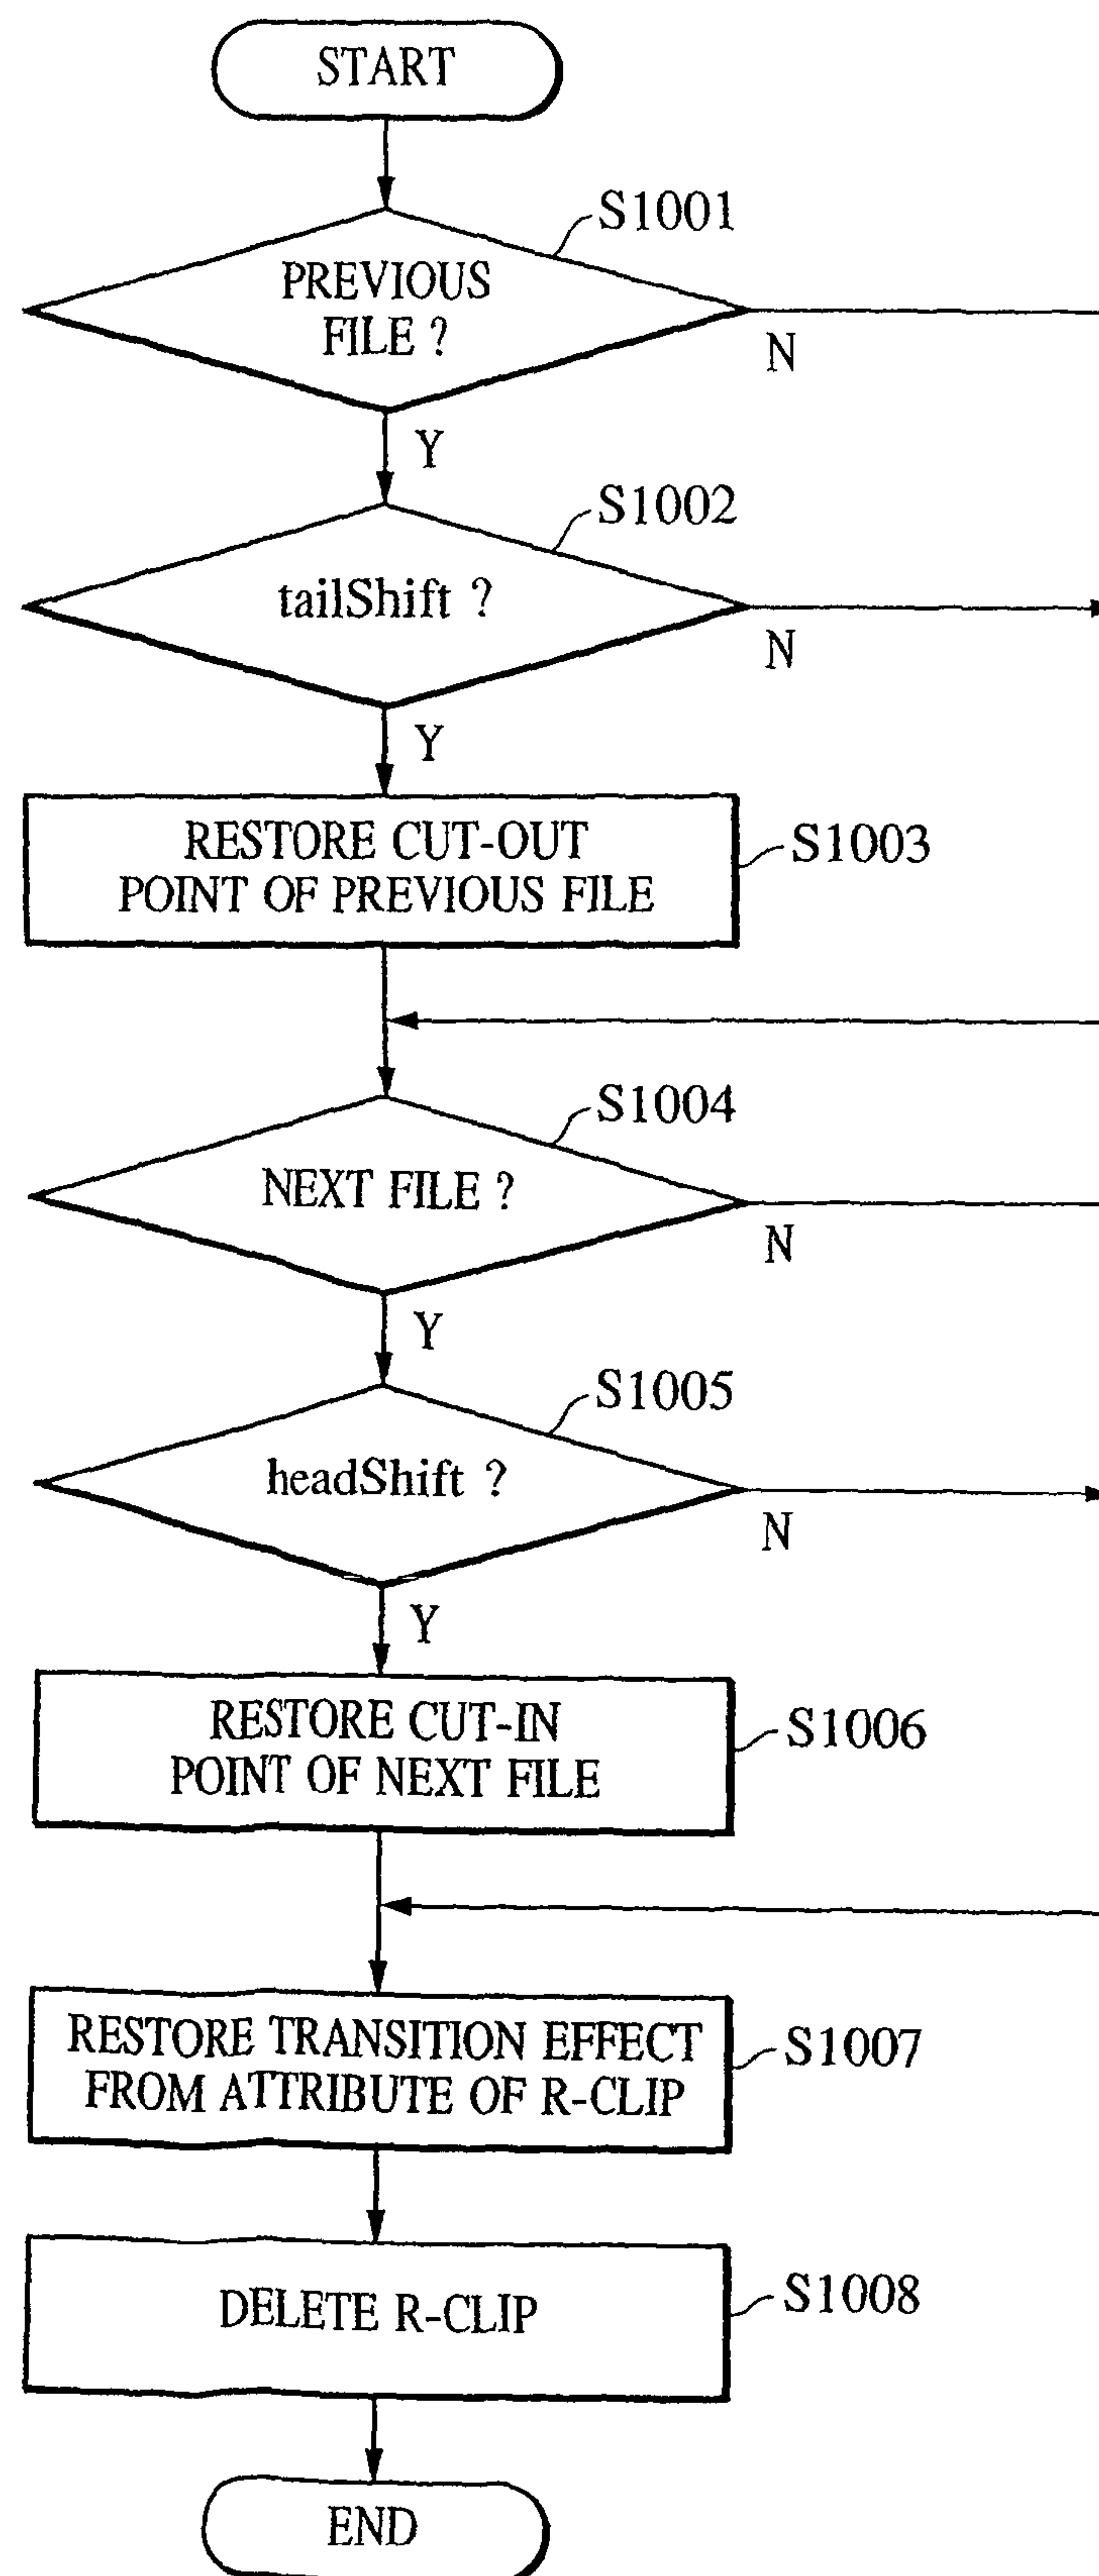 START
S1001
PREVIOUS
FILE ?
N
Y
S1002
tailShift ?
N
Y
RESTORE CUT-OUT
POINT OF PREVIOUS FILE
S1003
S1004
NEXT FILE ?
N
Y
S1005
headShift ?
N
Y
RESTORE CUT-IN
POINT OF NEXT FILE
S1006
RESTORE TRANSITION EFFECT
FROM ATTRIBUTE OF R-CLIP
S1007
DELETE R-CLIP
S1008
END